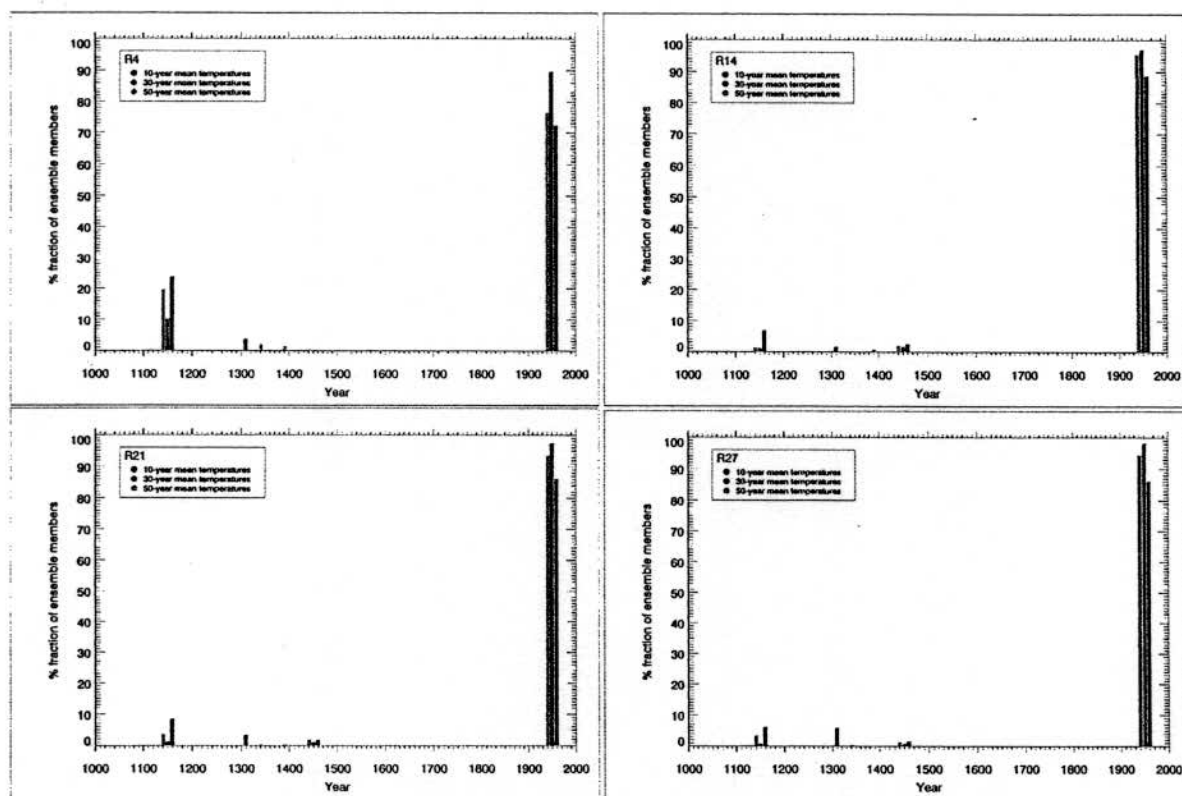 R4
10-year mean temperatures
30-year mean temperatures
50-year mean temperatures
% fraction of ensemble members
100
90
80
70
60
50
40
30
20
10
0
1000 1100 1200 1300 1400 1500 1600 1700 1800 1900 2000
Year
R14
10-year mean temperatures
30-year mean temperatures
50-year mean temperatures
% fraction of ensemble members
100
90
80
70
60
50
40
30
20
10
0
1000 1100 1200 1300 1400 1500 1600 1700 1800 1900 2000
Year
R21
10-year mean temperatures
30-year mean temperatures
50-year mean temperatures
% fraction of ensemble members
100
90
80
70
60
50
40
30
20
10
0
1000 1100 1200 1300 1400 1500 1600 1700 1800 1900 2000
Year
R27
10-year mean temperatures
30-year mean temperatures
50-year mean temperatures
% fraction of ensemble members
100
90
80
70
60
50
40
30
20
10
0
1000 1100 1200 1300 1400 1500 1600 1700 1800 1900 2000
Year